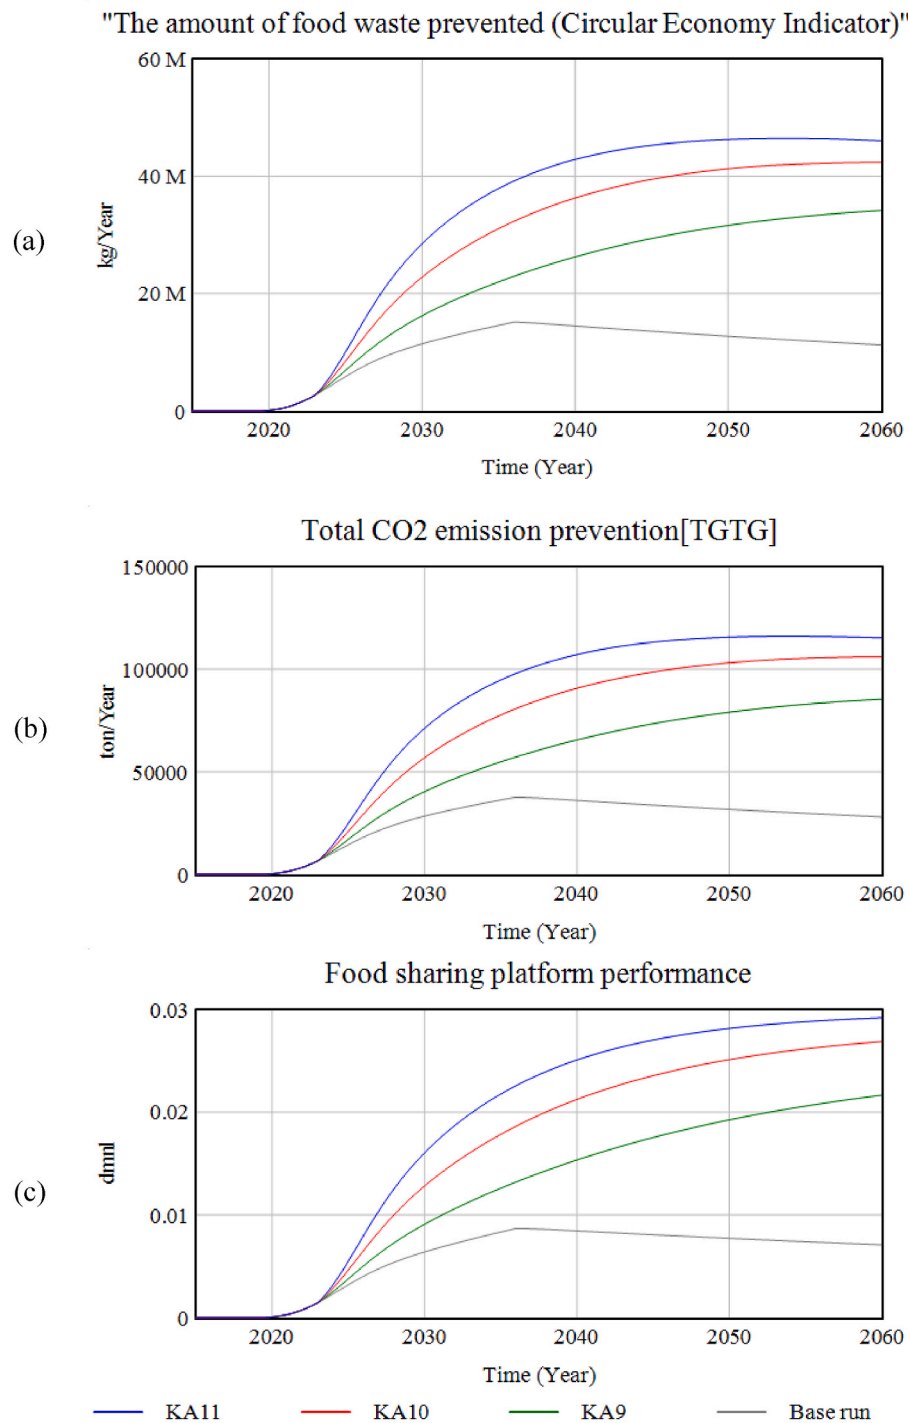 "The amount of food waste prevented (Circular Economy Indicator)"
60 M
40 M
20 M
0
kg/Year
(a)
2020 2030 2040 2050 2060
Time (Year)
Total CO2 emission prevention[TGTG]
150000
100000
50000
0
ton/Year
(b)
2020 2030 2040 2050 2060
Time (Year)
Food sharing platform performance
0.03
0.02
0.01
0
dmnl
(c)
2020 2030 2040 2050 2060
Time (Year)
KA11 KA10 KA9 Base run